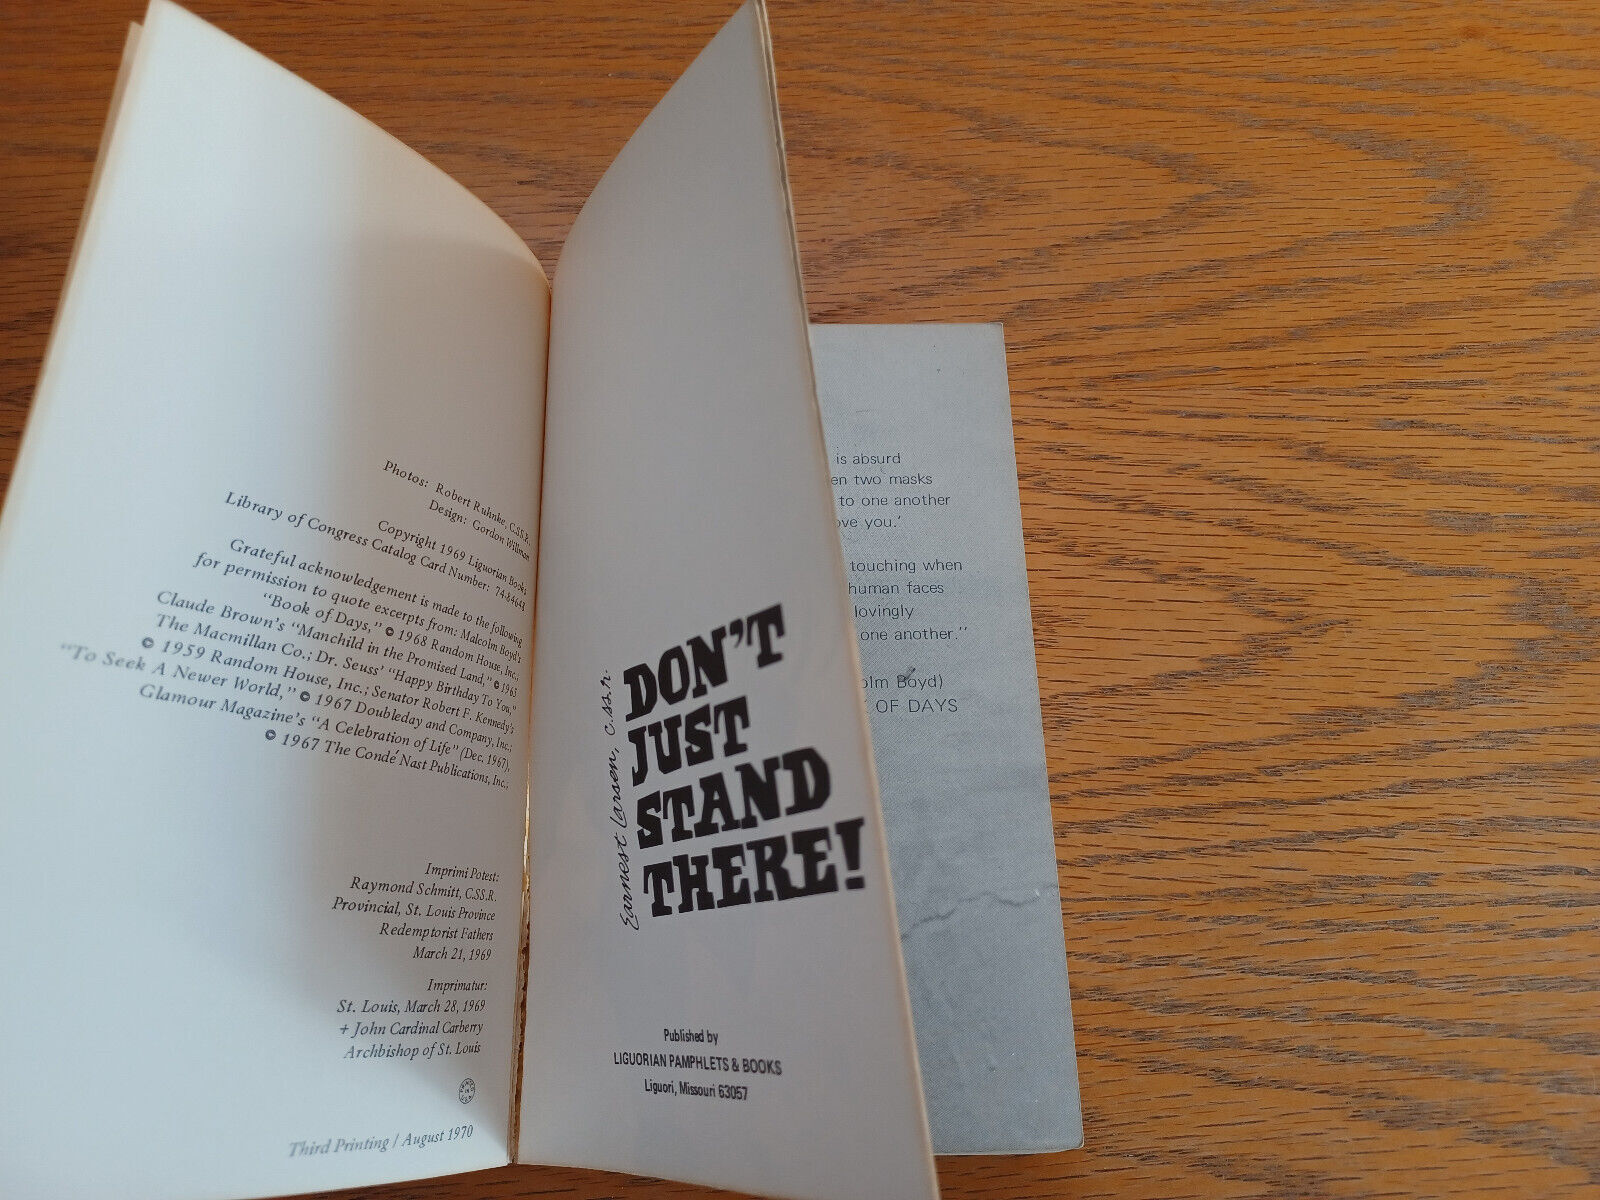 Photos: Robert Ruhnke, C.SS.R.
Design: Gordon Willman
Copyright 1969 Liguorian Books
Library of Congress Catalog Card Number: 74-84643
Grateful acknowledgement is made to the following
for permission to quote excerpts from: Malcolm Boyd's
"Book of Days," © 1968 Random House, Inc.;
Claude Brown's "Manchild in the Promised Land," © 1965
The Macmillan Co.; Dr. Seuss' "Happy Birthday To You,"
© 1959 Random House, Inc.; Senator Robert F. Kennedy's
"To Seek A Newer World," © 1967 Doubleday and Company, Inc.;
Glamour Magazine's "A Celebration of Life" (Dec. 1967),
© 1967 The Condé Nast Publications, Inc.;
Imprimi Potest:
Raymond Schmitt, C.SS.R.
Provincial, St. Louis Province
Redemptorist Fathers
March 21, 1969
Imprimatur:
St. Louis, March 28, 1969
+ John Cardinal Carberry
Archbishop of St. Louis
PRINTED IN U.S.A.
Third Printing / August 1970
Earnest Larsen, c.ss.r.
DON'T
JUST
STAND
THERE!
Published by
LIGUORIAN PAMPHLETS & BOOKS
Liguori, Missouri 63057
is absurd
en two masks
to one another
ove you.'
touching when
human faces
lovingly
one another."
olm Boyd)
K OF DAYS